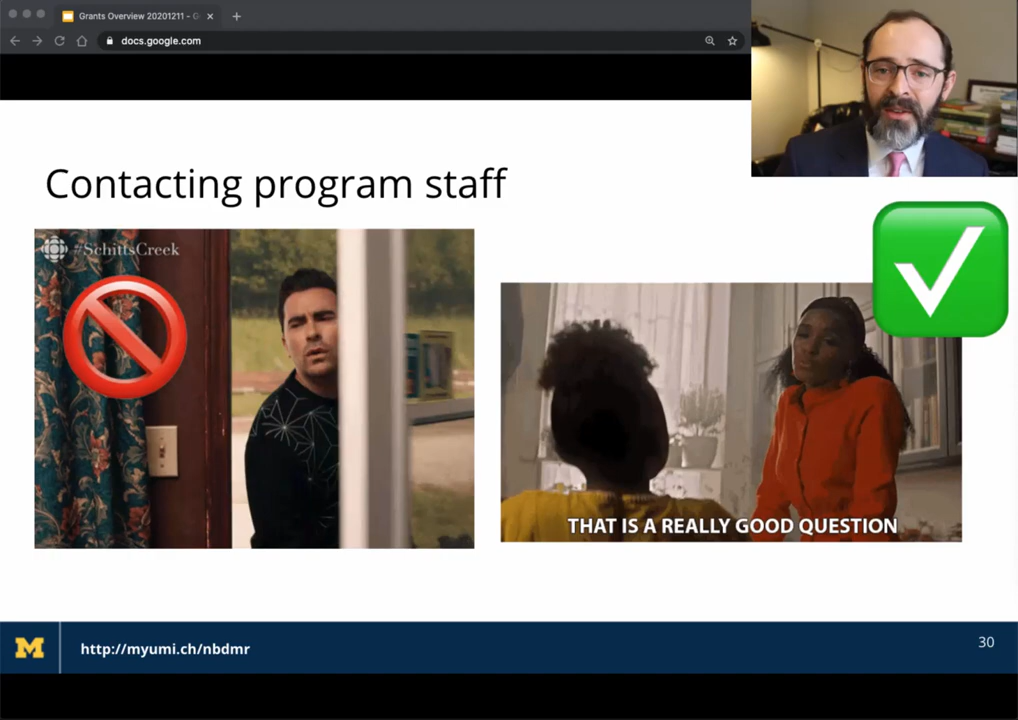 Grants Overview 20201211 - G
docs.google.com
Contacting program staff
#SchittsCreek
THAT IS A REALLY GOOD QUESTION
M
http://myumi.ch/nbdmr
30